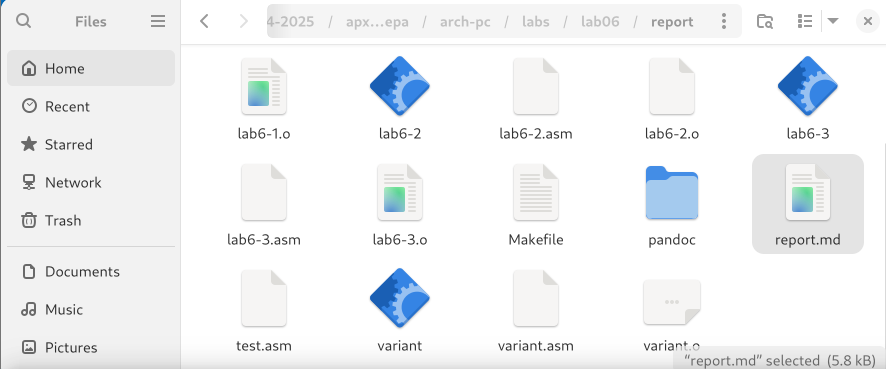 Files
4-2025 / apx...epa / arch-pc / labs / lab06 / report
Home
Recent
Starred
Network
Trash
Documents
Music
Pictures
lab6-1.o
lab6-2
lab6-2.asm
lab6-2.o
lab6-3
lab6-3.asm
lab6-3.o
Makefile
pandoc
report.md
test.asm
variant
variant.asm
variant.o
“report.md” selected (5.8 kB)